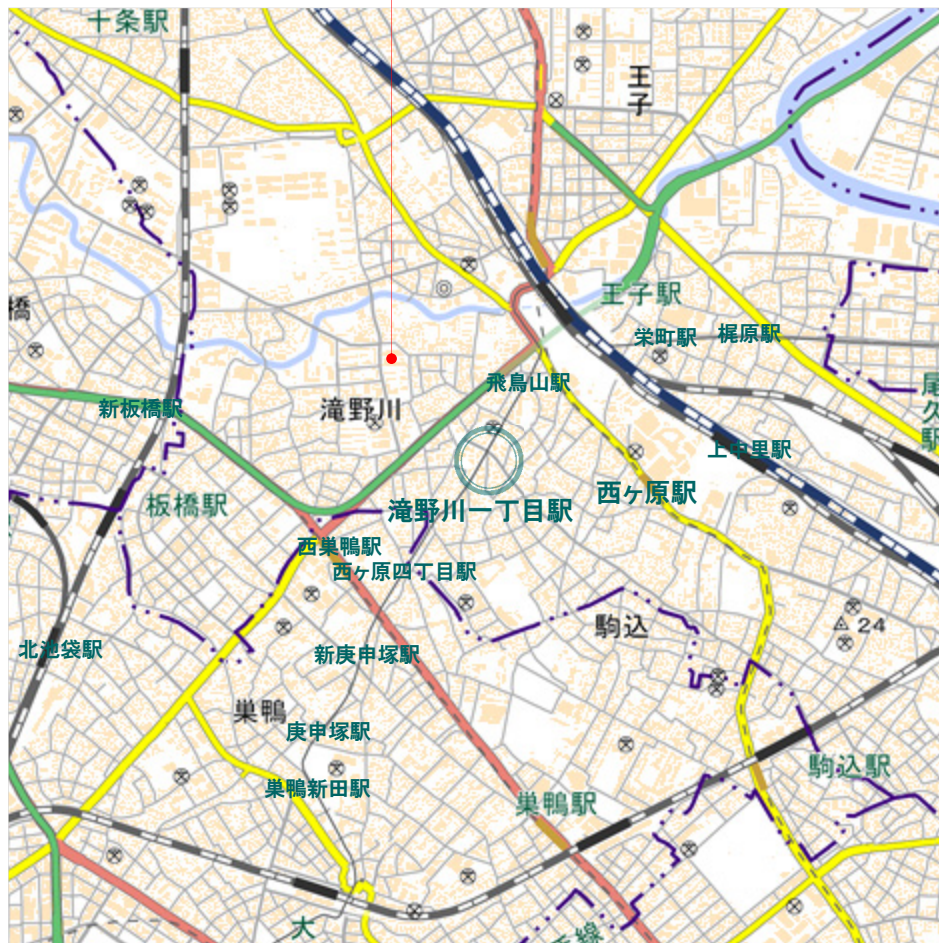 十条駅
王子
王子駅
橋
栄町駅
梶原駅
飛鳥山駅
尾久駅
新板橋駅
滝野川
上中里駅
西ヶ原駅
板橋駅
滝野川一丁目駅
西巣鴨駅
西ヶ原四丁目駅
駒込
24
北池袋駅
新庚申塚駅
巣鴨
庚申塚駅
駒込駅
巣鴨新田駅
巣鴨駅
大